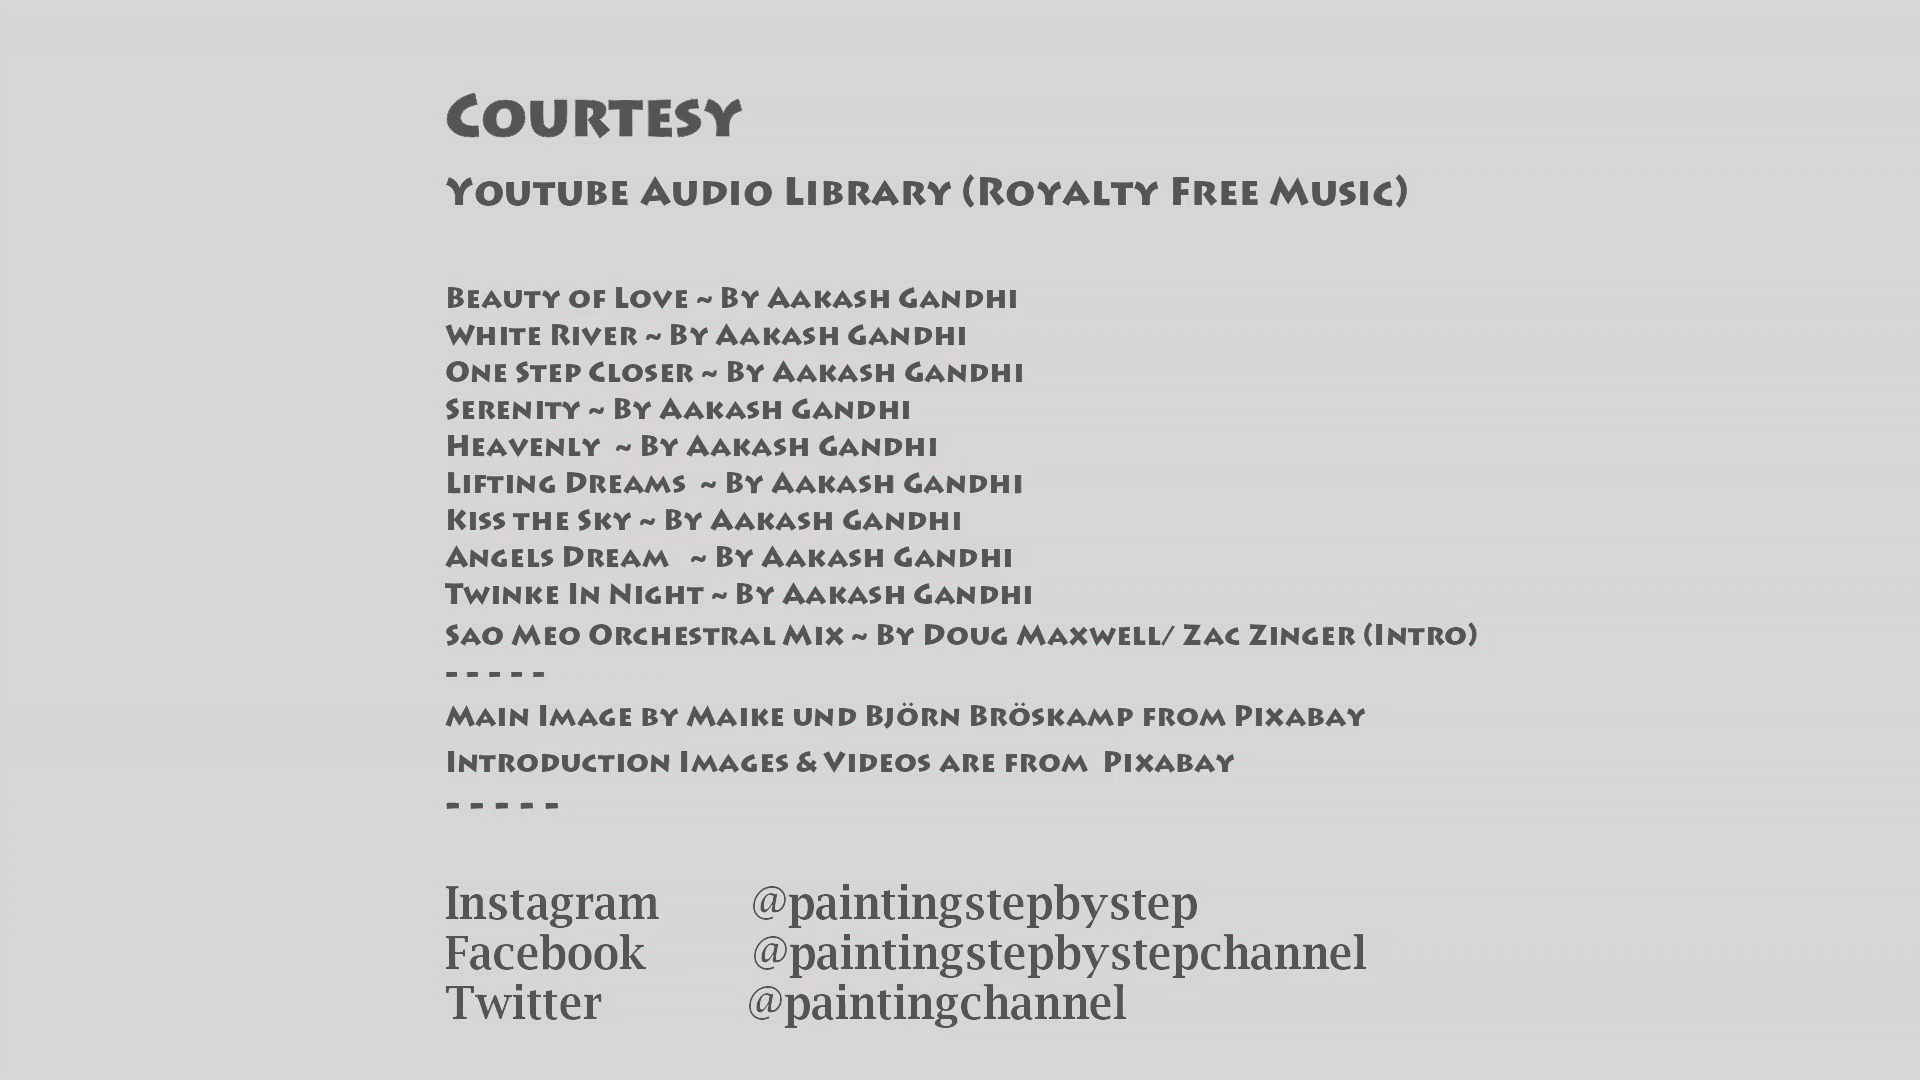 Courtesy
Youtube Audio Library (Royalty Free Music)
Beauty of Love ~ By Aakash Gandhi
White River ~ By Aakash Gandhi
One Step Closer ~ By Aakash Gandhi
Serenity ~ By Aakash Gandhi
Heavenly ~ By Aakash Gandhi
Lifting Dreams ~ By Aakash Gandhi
Kiss the Sky ~ By Aakash Gandhi
Angels Dream ~ By Aakash Gandhi
Twinke In Night ~ By Aakash Gandhi
Sao Meo Orchestral Mix ~ By Doug Maxwell/ Zac Zinger (Intro)
- - - - -
Main Image by Maike und Björn Bröskamp from Pixabay
Introduction Images & Videos are from Pixabay
- - - - -
Instagram @paintingstepbystep
Facebook @paintingstepbystepchannel
Twitter @paintingchannel